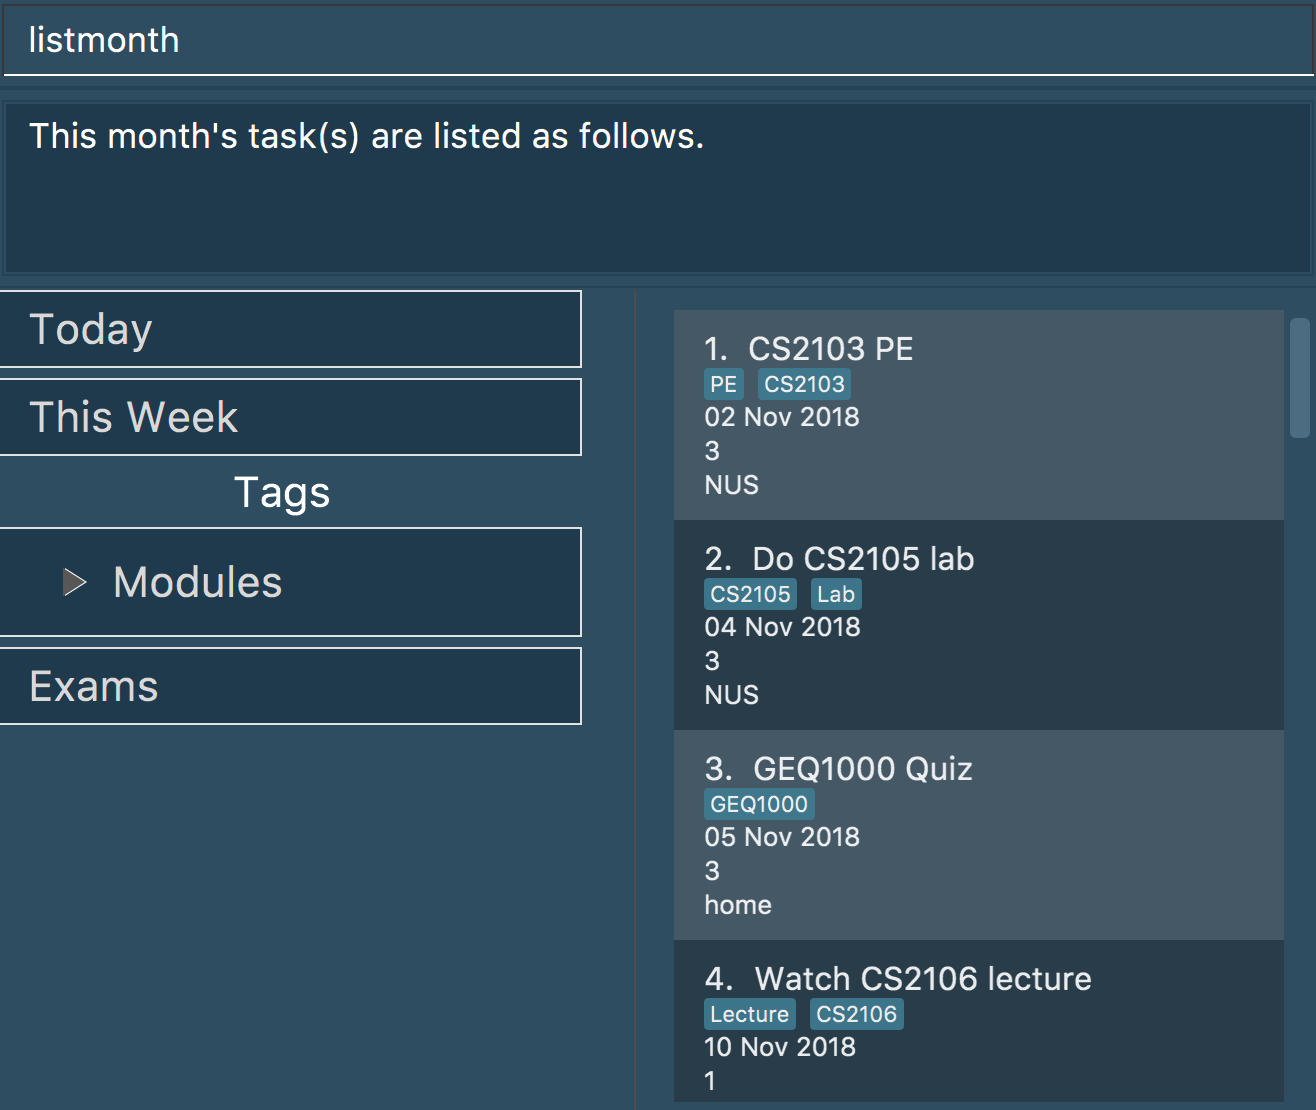 listmonth
This month's task(s) are listed as follows.
Today
This Week
Tags
Modules
Exams
1. CS2103 PE
PE CS2103
02 Nov 2018
3
NUS
2. Do CS2105 lab
CS2105 Lab
04 Nov 2018
3
NUS
3. GEQ1000 Quiz
GEQ1000
05 Nov 2018
3
home
4. Watch CS2106 lecture
Lecture CS2106
10 Nov 2018
1